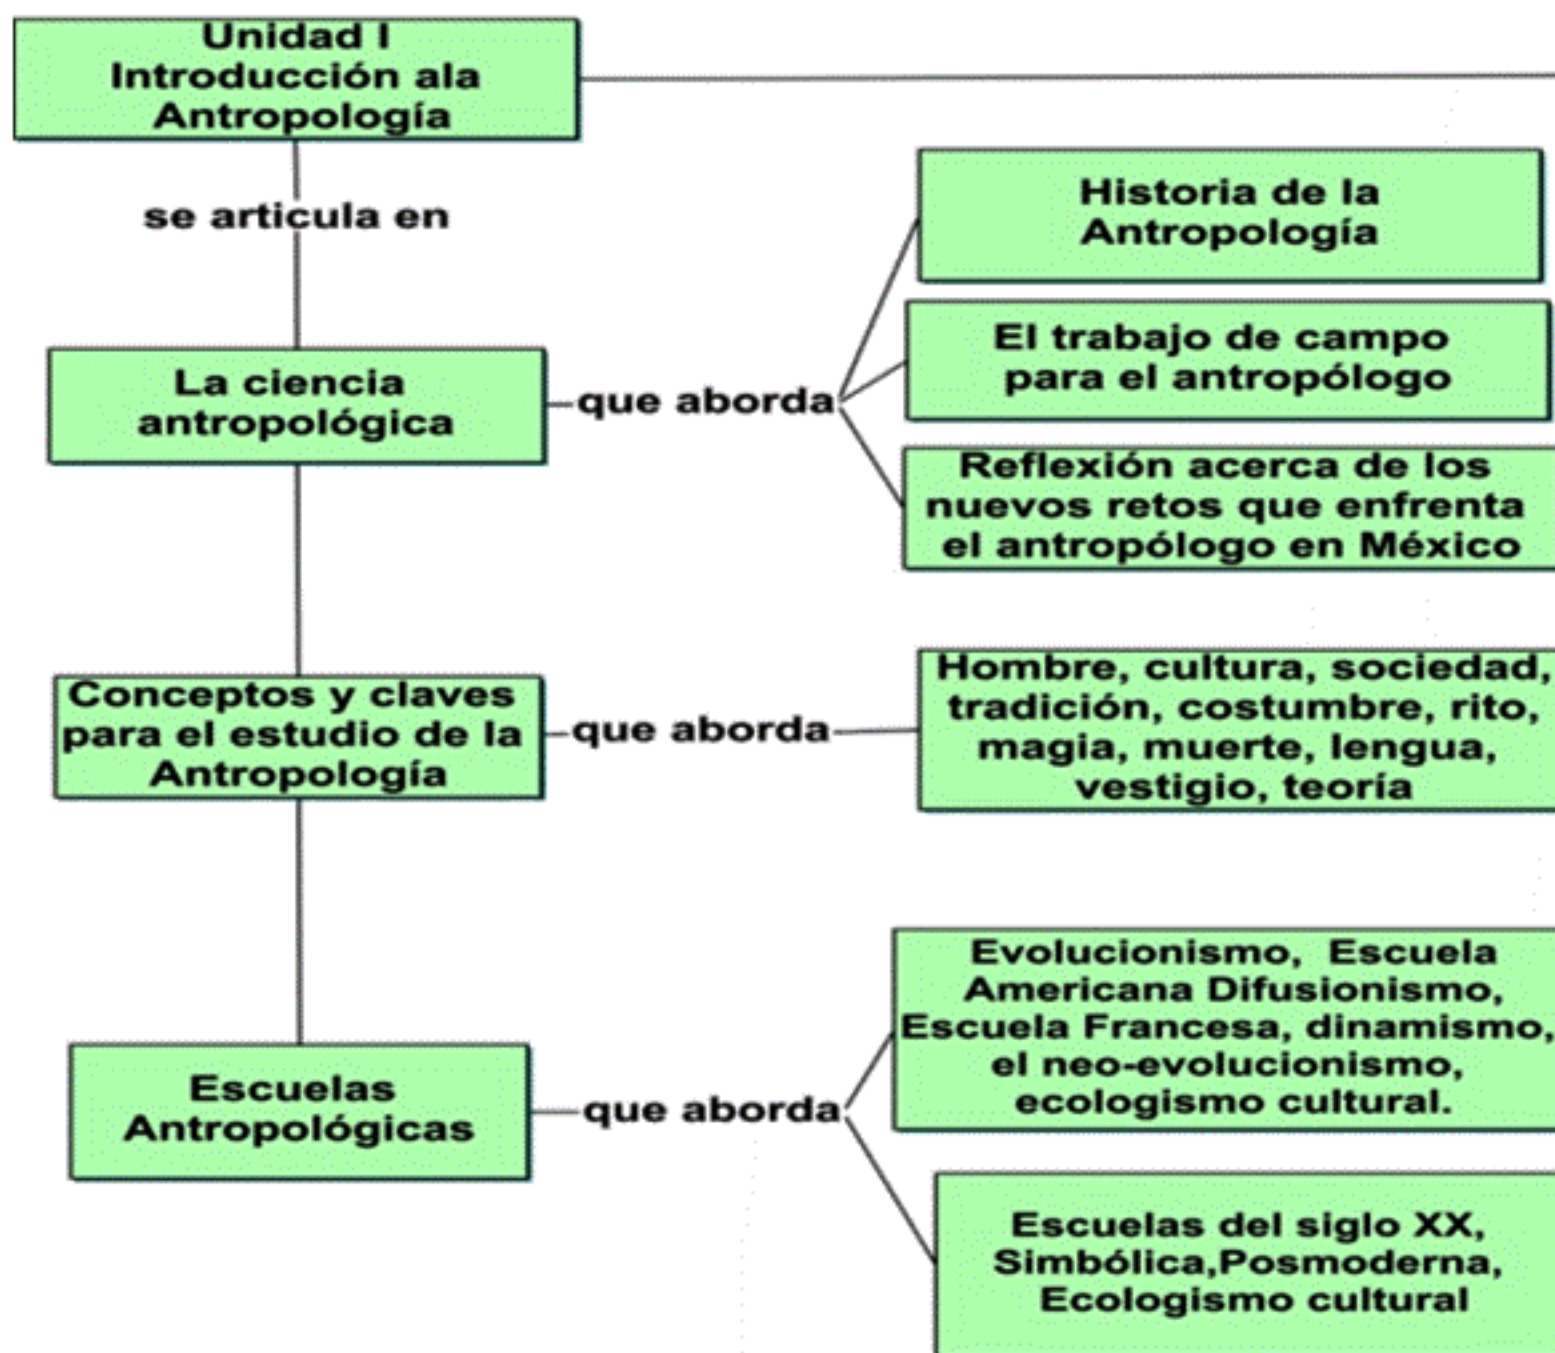 Unidad I
Introducción ala
Antropología
se articula en
La ciencia
antropológica
que aborda
Historia de la
Antropología
El trabajo de campo
para el antropólogo
Reflexión acerca de los
nuevos retos que enfrenta
el antropólogo en México
Conceptos y claves
para el estudio de la
Antropología
que aborda
Hombre, cultura, sociedad,
tradición, costumbre, rito,
magia, muerte, lengua,
vestigio, teoría
Escuelas
Antropológicas
que aborda
Evolucionismo, Escuela
Americana Difusionismo,
Escuela Francesa, dinamismo,
el neo-evolucionismo,
ecologismo cultural.
Escuelas del siglo XX,
Simbólica,Posmoderna,
Ecologismo cultural